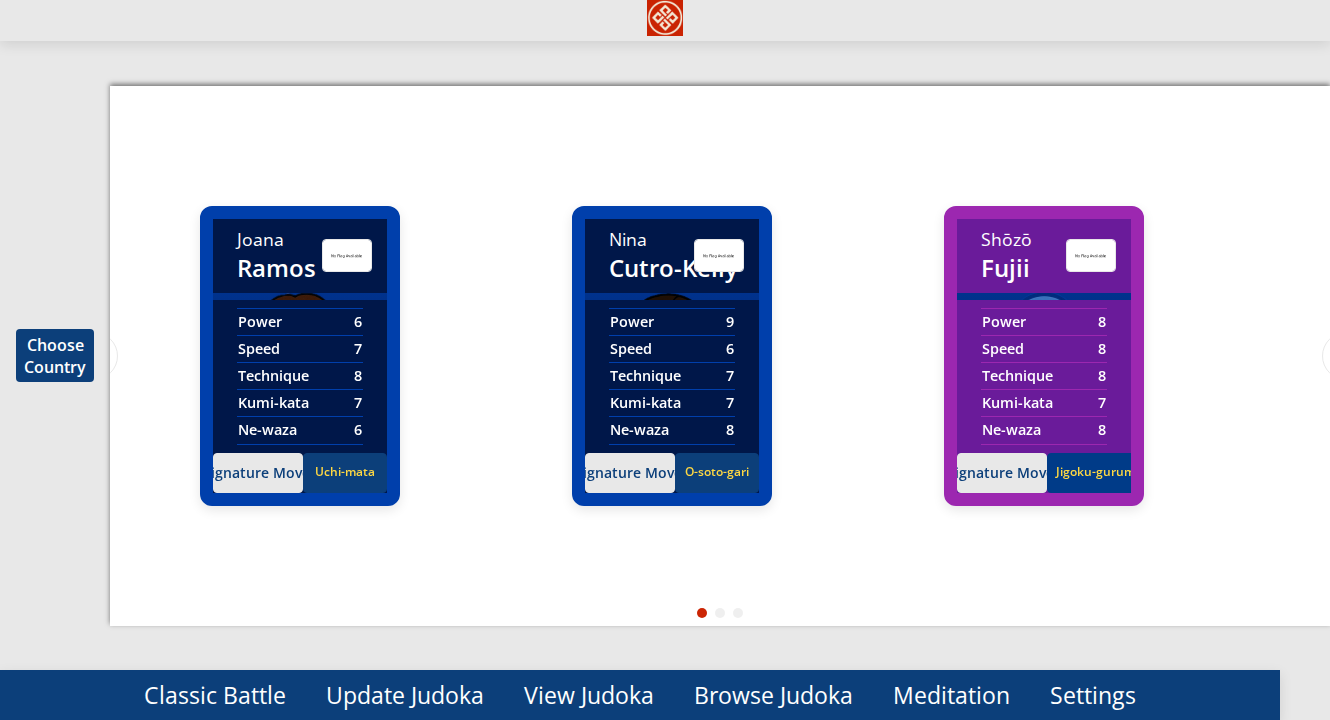 Joana
Ramos
No Flag Available
Power 6
Speed 7
Technique 8
Kumi-kata 7
Ne-waza 6
ignature Mov
Uchi-mata
Nina
Cutro-Kelly
No Flag Available
Power 9
Speed 6
Technique 7
Kumi-kata 7
Ne-waza 8
ignature Mov
O-soto-gari
Shōzō
Fujii
No Flag Available
Power 8
Speed 8
Technique 8
Kumi-kata 7
Ne-waza 8
ignature Mov
Jigoku-gurum
Choose
Country
Classic Battle Update Judoka View Judoka Browse Judoka Meditation Settings